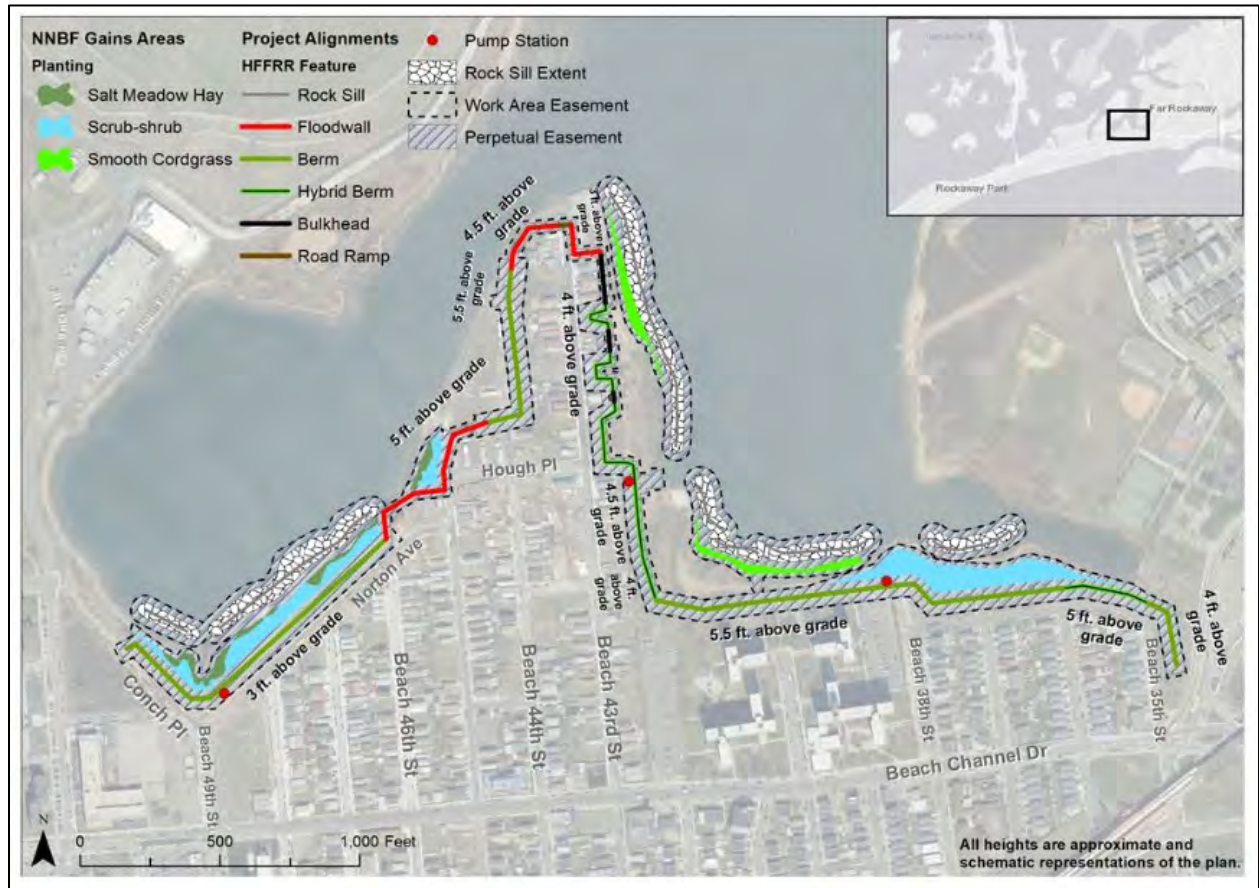 NNBF Gains Areas
Planting
Salt Meadow Hay
Scrub-shrub
Smooth Cordgrass
Project Alignments
HFFRR Feature
Rock Sill
Floodwall
Berm
Hybrid Berm
Bulkhead
Road Ramp
Pump Station
Rock Sill Extent
Work Area Easement
Perpetual Easement
Far Rockaway
Rockaway Park
4.5 ft. above
grade
5.5 ft. above
grade
ft. above
grade
4 ft. above grade
5 ft. above grade
Hough Pl
4.5 ft. above
grade
4 ft.
above
grade
Norton Ave
3 ft. above grade
Conch Pl
Beach 49th St
Beach 46th St
Beach 44th St
Beach 43rd St
5.5 ft. above grade
5 ft. above
grade
4 ft. above
grade
Beach 38th St
Beach 35th St
Beach Channel Dr
N
0 500 1,000 Feet
All heights are approximate and
schematic representations of the plan.